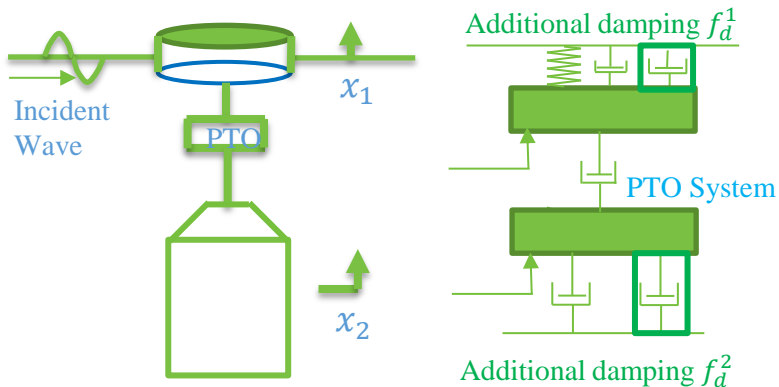 Additional damping $f_d^1$
$x_1$
Incident
Wave
PTO
PTO System
$x_2$
Additional damping $f_d^2$